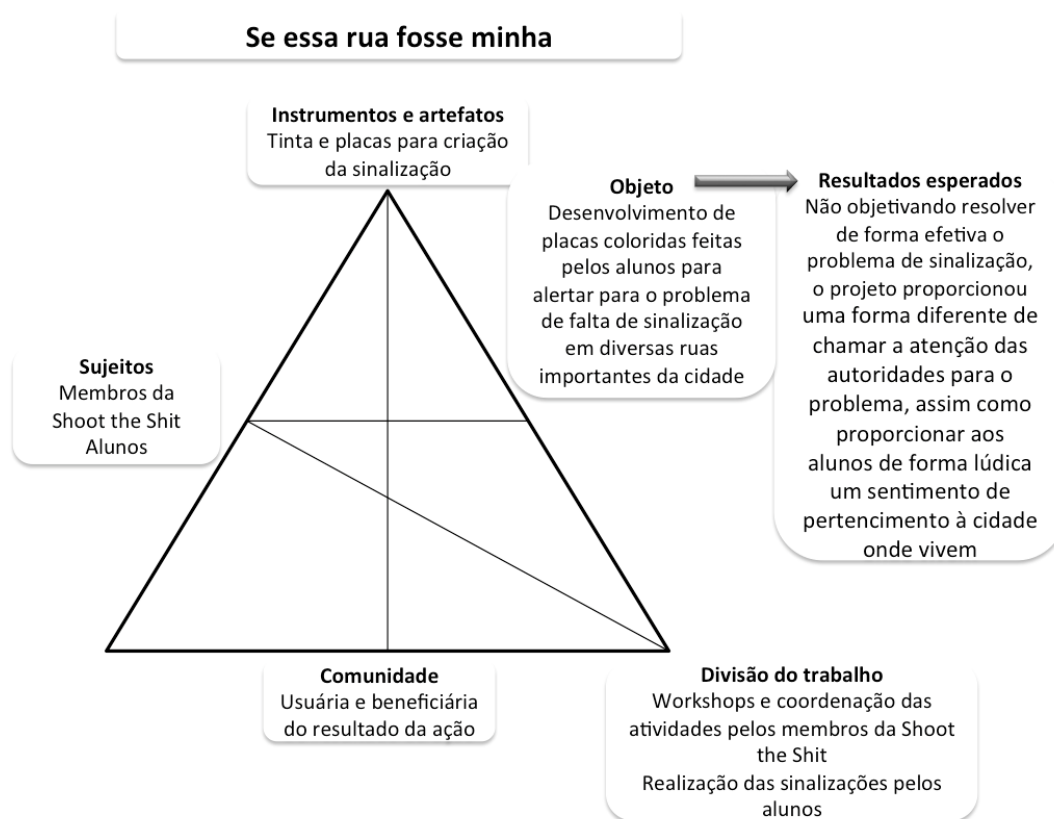 Se essa rua fosse minha
Instrumentos e artefatos
Tinta e placas para criação
da sinalização
Objeto
Desenvolvimento de
placas coloridas feitas
pelos alunos para
alertar para o problema
de falta de sinalização
em diversas ruas
importantes da cidade
Resultados esperados
Não objetivando resolver
de forma efetiva o
problema de sinalização,
o projeto proporcionou
uma forma diferente de
chamar a atenção das
autoridades para o
problema, assim como
proporcionar aos
alunos de forma lúdica
um sentimento de
pertencimento à cidade
onde vivem
Sujeitos
Membros da
Shoot the Shit
Alunos
Comunidade
Usuária e beneficiária
do resultado da ação
Divisão do trabalho
Workshops e coordenação das
atividades pelos membros da Shoot
the Shit
Realização das sinalizações pelos
alunos